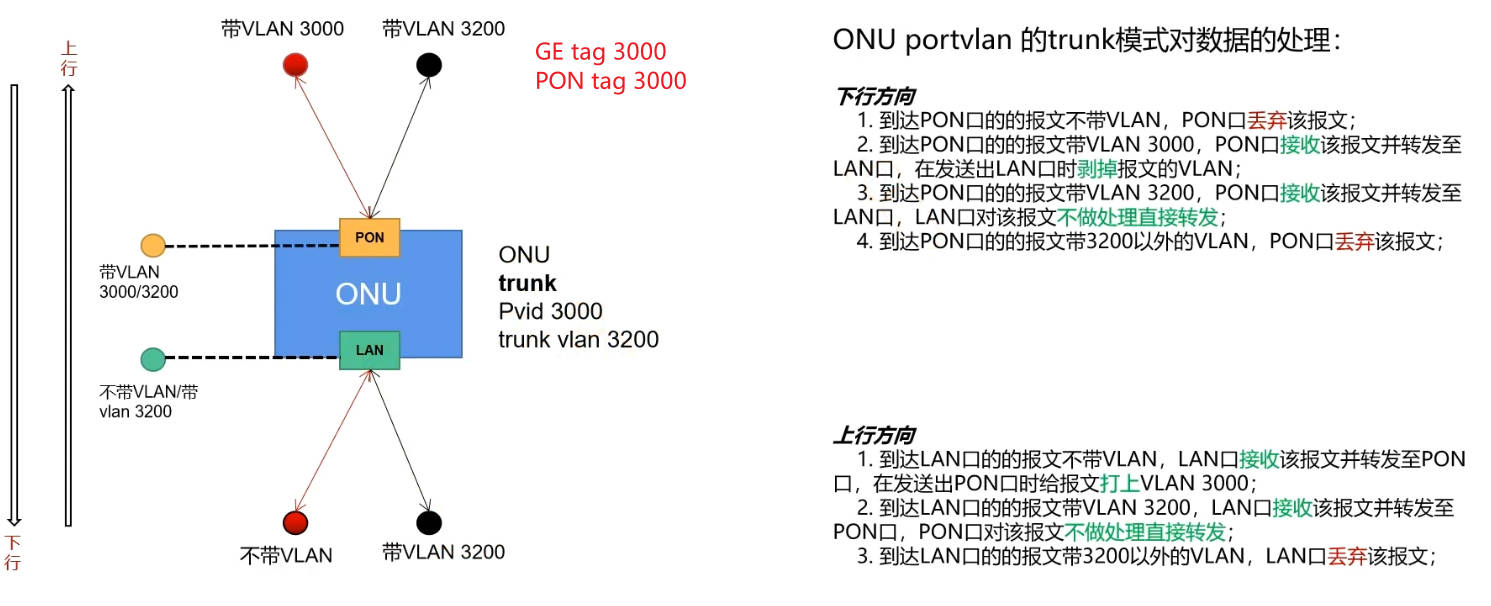 带VLAN 3000
带VLAN 3200
GE tag 3000
PON tag 3000
上
行
PON
带VLAN
3000/3200
ONU
ONU
trunk
Pvid 3000
trunk vlan 3200
LAN
不带VLAN/带
vlan 3200
下
行
不带VLAN
带VLAN 3200
ONU portvlan 的trunk模式对数据的处理：
下行方向
1. 到达PON口的的报文不带VLAN，PON口丢弃该报文；
2. 到达PON口的的报文带VLAN 3000，PON口接收该报文并转发至
LAN口，在发送出LAN口时剥掉报文的VLAN；
3. 到达PON口的的报文带VLAN 3200，PON口接收该报文并转发至
LAN口，LAN口对该报文不做处理直接转发；
4. 到达PON口的的报文带3200以外的VLAN，PON口丢弃该报文；
上行方向
1. 到达LAN口的的报文不带VLAN，LAN口接收该报文并转发至PON
口，在发送出PON口时给报文打上VLAN 3000；
2. 到达LAN口的的报文带VLAN 3200，LAN口接收该报文并转发至
PON口，PON口对该报文不做处理直接转发；
3. 到达LAN口的的报文带3200以外的VLAN，LAN口丢弃该报文；